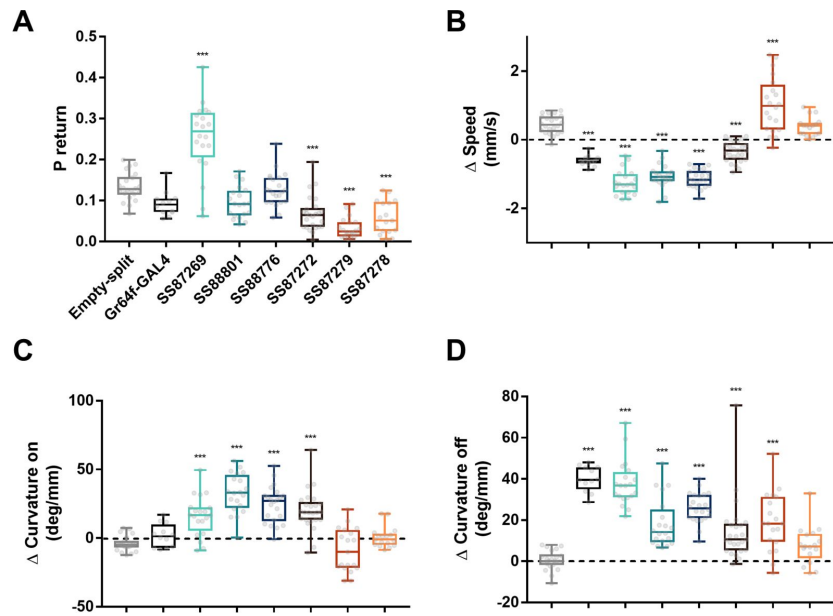 A
P return
0.5
0.4
0.3
0.2
0.1
0.0
***
***
***
***
Empty-split
Gr64f-GAL4
SS87269
SS88801
SS88776
SS87272
SS87279
SS87278
B
Δ Speed
(mm/s)
2
0
-2
***
***
***
***
***
***
C
Δ Curvature on
(deg/mm)
100
50
0
-50
***
***
***
***
D
Δ Curvature off
(deg/mm)
80
60
40
20
0
-20
***
***
***
***
***
***